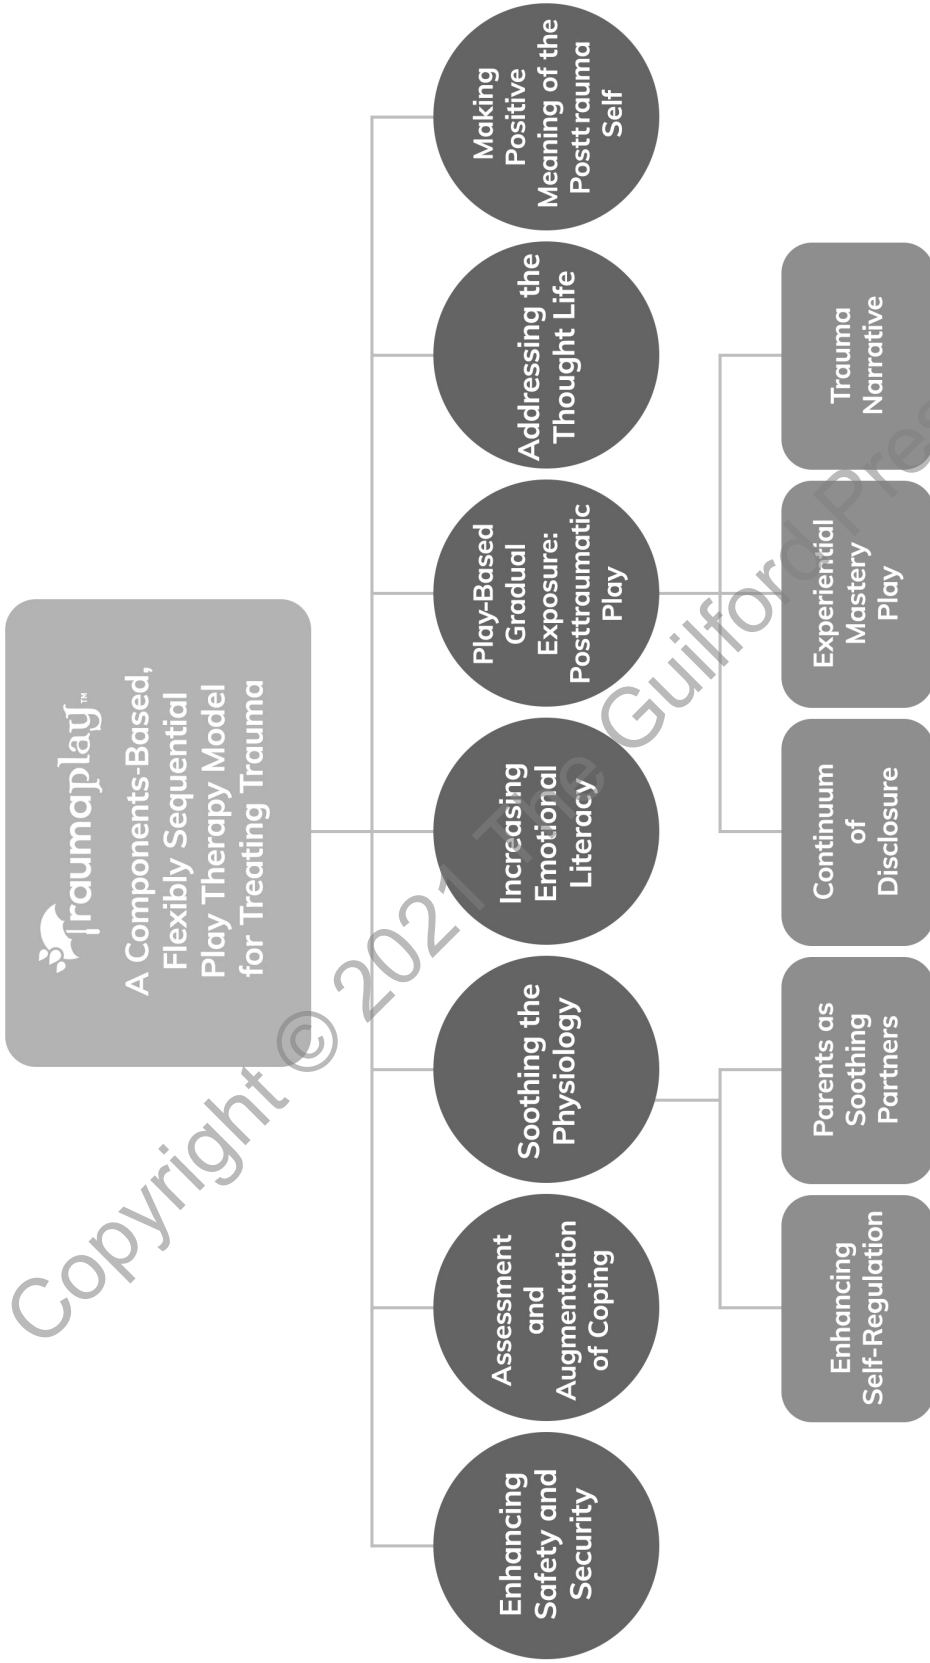 Traumaplay™
A Components-Based,
Flexibly Sequential
Play Therapy Model
for Treating Trauma
Enhancing
Safety and
Security
Assessment
and
Augmentation
of Coping
Soothing the
Physiology
Increasing
Emotional
Literacy
Play-Based
Gradual
Exposure:
Posttraumatic
Play
Addressing the
Thought Life
Making
Positive
Meaning of the
Posttrauma
Self
Enhancing
Self-Regulation
Parents as
Soothing
Partners
Continuum
of
Disclosure
Experiential
Mastery
Play
Trauma
Narrative
Copyright © 2021 The Guilford Pres